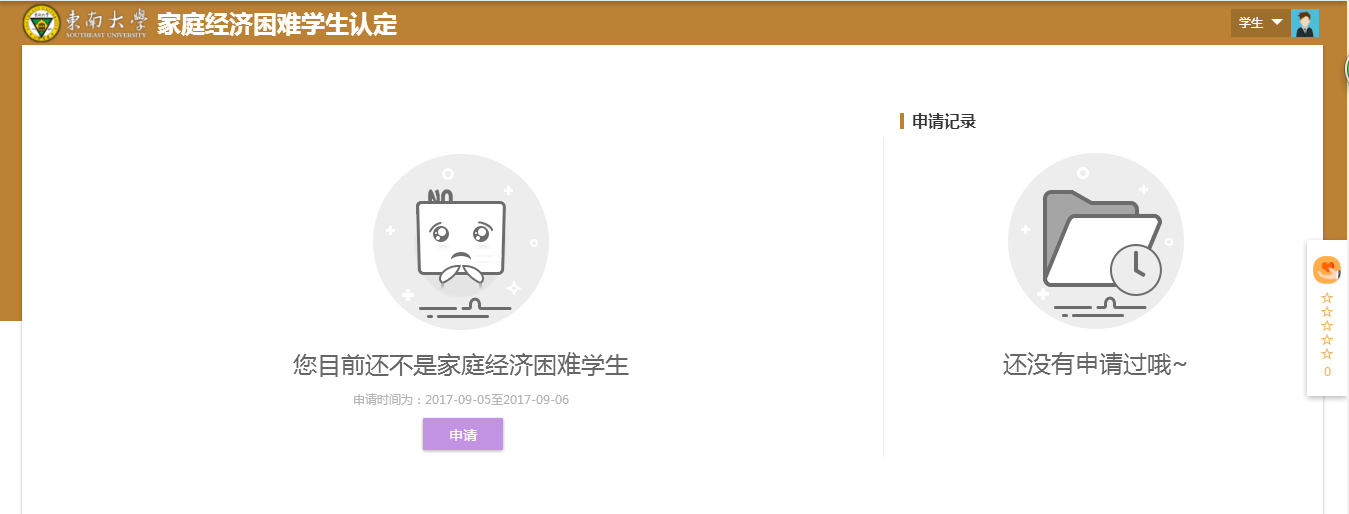 東南大學
SOUTHEAST UNIVERSITY
家庭经济困难学生认定
学生
申请记录
NO
您目前还不是家庭经济困难学生
申请时间为：2017-09-05至2017-09-06
申请
还没有申请过哦~
0